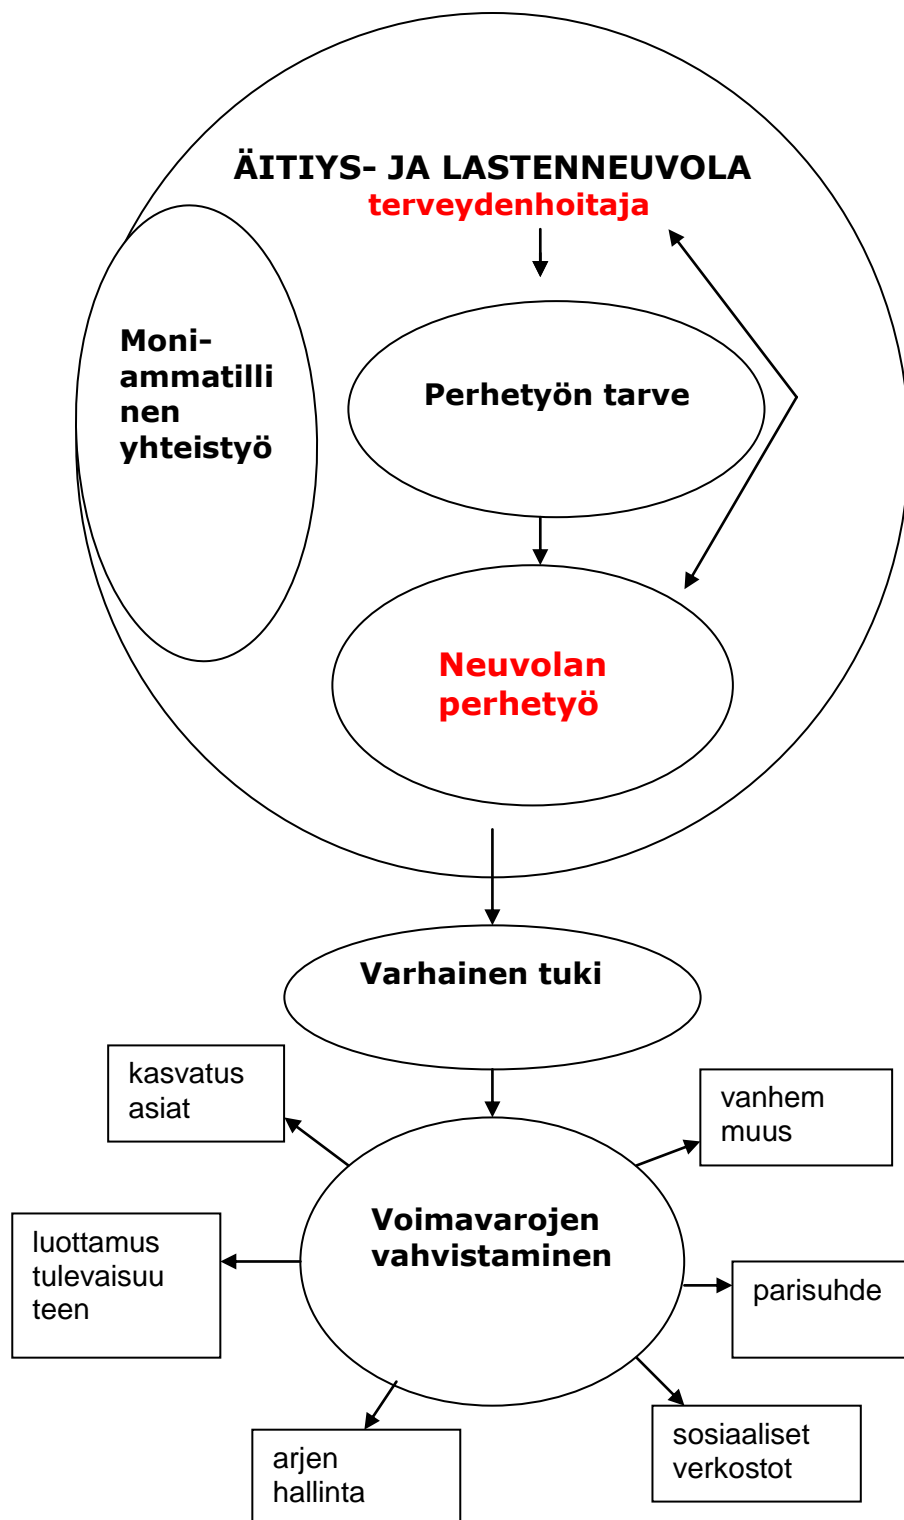 ÄITIYS- JA LASTENNEUVOLA
terveydenhoitaja
Moni-
ammatilli
nen
yhteistyö
Perhetyön tarve
Neuvolan
perhetyö
Varhainen tuki
kasvatus
asiat
vanhem
muus
Voimavarojen
vahvistaminen
luottamus
tulevaisuu
teen
parisuhde
arjen
hallinta
sosiaaliset
verkostot